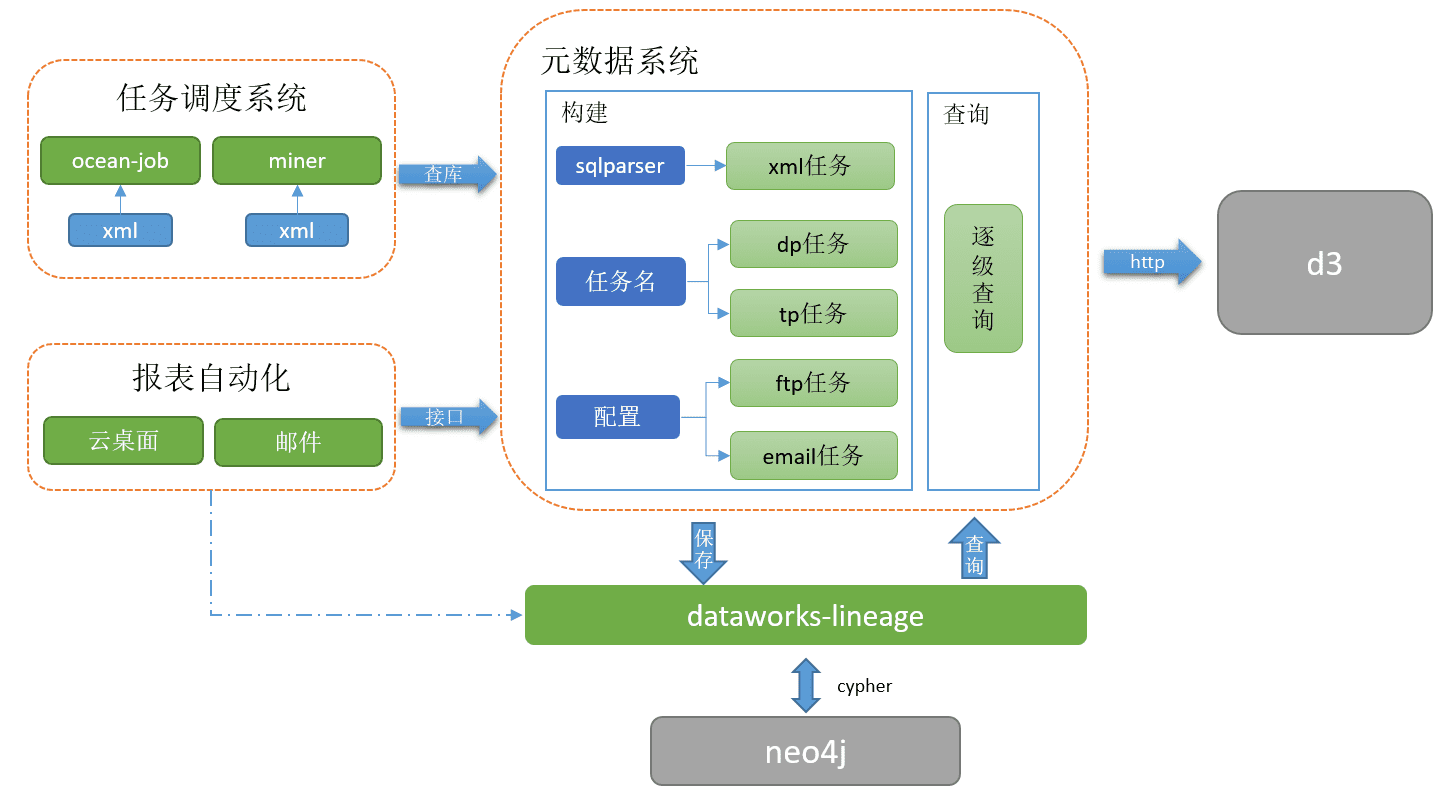 任务调度系统
ocean-job
miner
xml
xml
查库
报表自动化
云桌面
邮件
接口
元数据系统
构建
sqlparser
xml任务
任务名
dp任务
tp任务
配置
ftp任务
email任务
查询
逐
级
查
询
http
d3
保
存
查
询
dataworks-lineage
cypher
neo4j